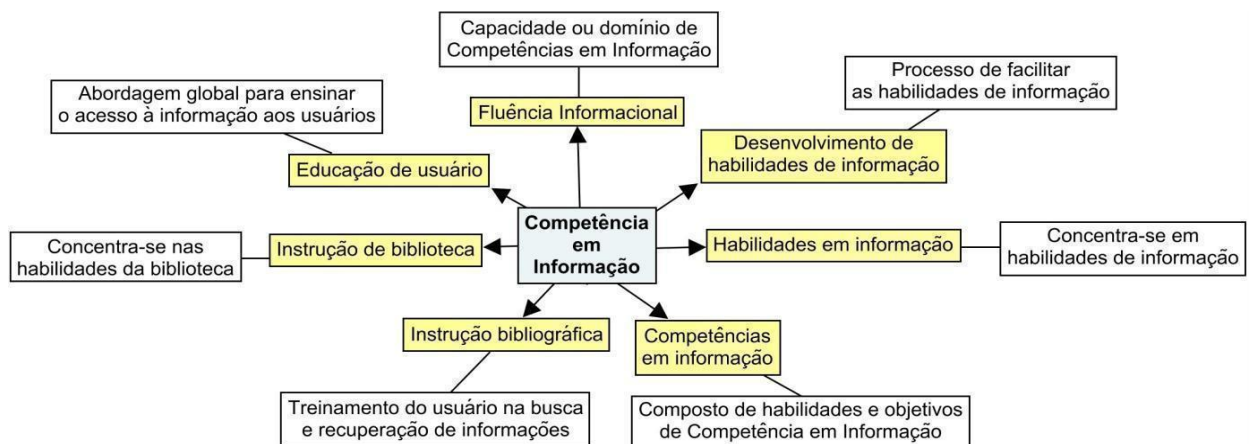 Capacidade ou domínio de
Competências em Informação
Fluência Informacional
Abordagem global para ensinar
o acesso à informação aos usuários
Educação de usuário
Processo de facilitar
as habilidades de informação
Desenvolvimento de
habilidades de informação
Competência
em
Informação
Concentra-se nas
habilidades da biblioteca
Instrução de biblioteca
Habilidades em informação
Concentra-se em
habilidades de informação
Instrução bibliográfica
Treinamento do usuário na busca
e recuperação de informações
Competências
em informação
Composto de habilidades e objetivos
de Competência em Informação